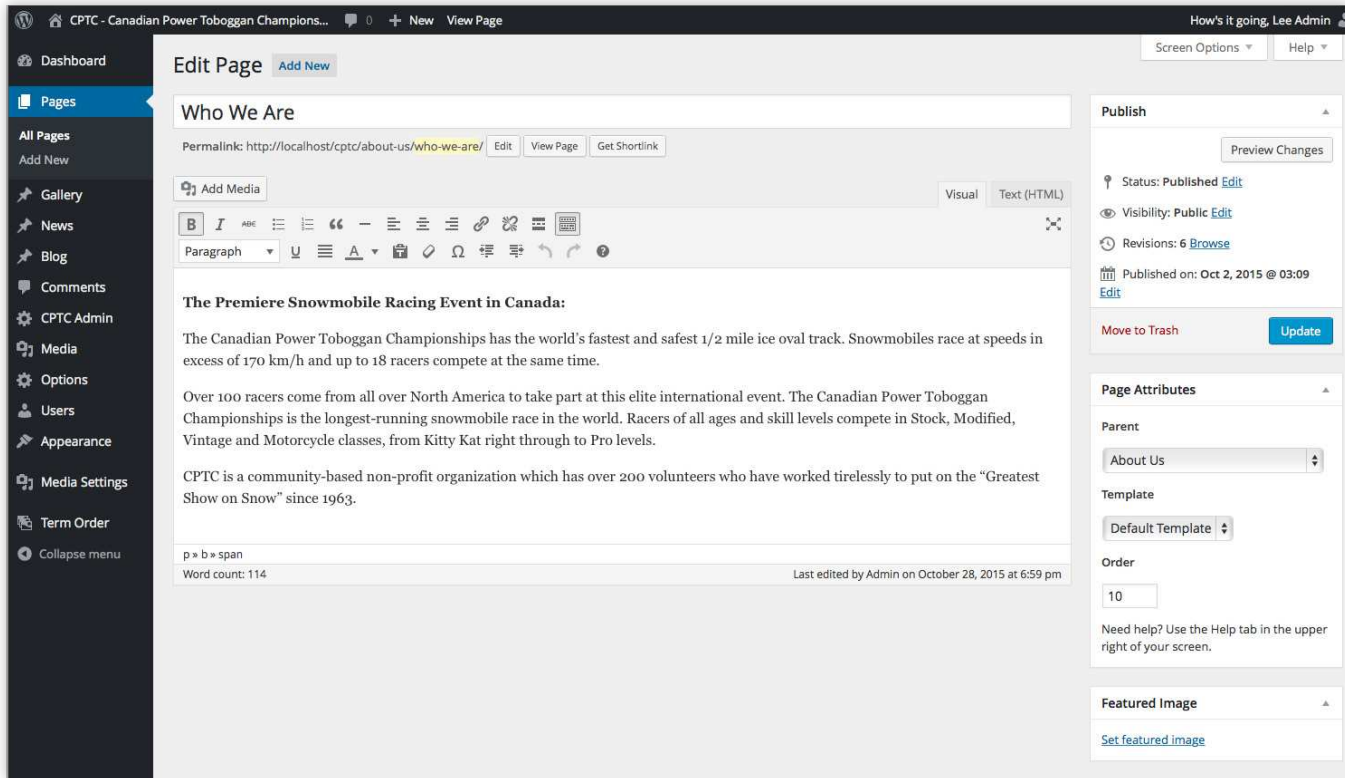 CPTC - Canadian Power Toboggan Champions... 0 + New View Page How's it going, Lee Admin
Screen Options Help
Dashboard
Pages
All Pages
Add New
Gallery
News
Blog
Comments
CPTC Admin
Media
Options
Users
Appearance
Media Settings
Term Order
Collapse menu
Edit Page Add New
Who We Are
Permalink: http://localhost/cptc/about-us/who-we-are/ Edit View Page Get Shortlink
Add Media Visual Text (HTML)
B I ABC
Paragraph U A Ω
The Premiere Snowmobile Racing Event in Canada:
The Canadian Power Toboggan Championships has the world's fastest and safest 1/2 mile ice oval track. Snowmobiles race at speeds in
excess of 170 km/h and up to 18 racers compete at the same time.
Over 100 racers come from all over North America to take part at this elite international event. The Canadian Power Toboggan
Championships is the longest-running snowmobile race in the world. Racers of all ages and skill levels compete in Stock, Modified,
Vintage and Motorcycle classes, from Kitty Kat right through to Pro levels.
CPTC is a community-based non-profit organization which has over 200 volunteers who have worked tirelessly to put on the “Greatest
Show on Snow” since 1963.
p » b » span
Word count: 114 Last edited by Admin on October 28, 2015 at 6:59 pm
Publish
Preview Changes
Status: Published Edit
Visibility: Public Edit
Revisions: 6 Browse
Published on: Oct 2, 2015 @ 03:09
Edit
Move to Trash Update
Page Attributes
Parent
About Us
Template
Default Template
Order
10
Need help? Use the Help tab in the upper
right of your screen.
Featured Image
Set featured image